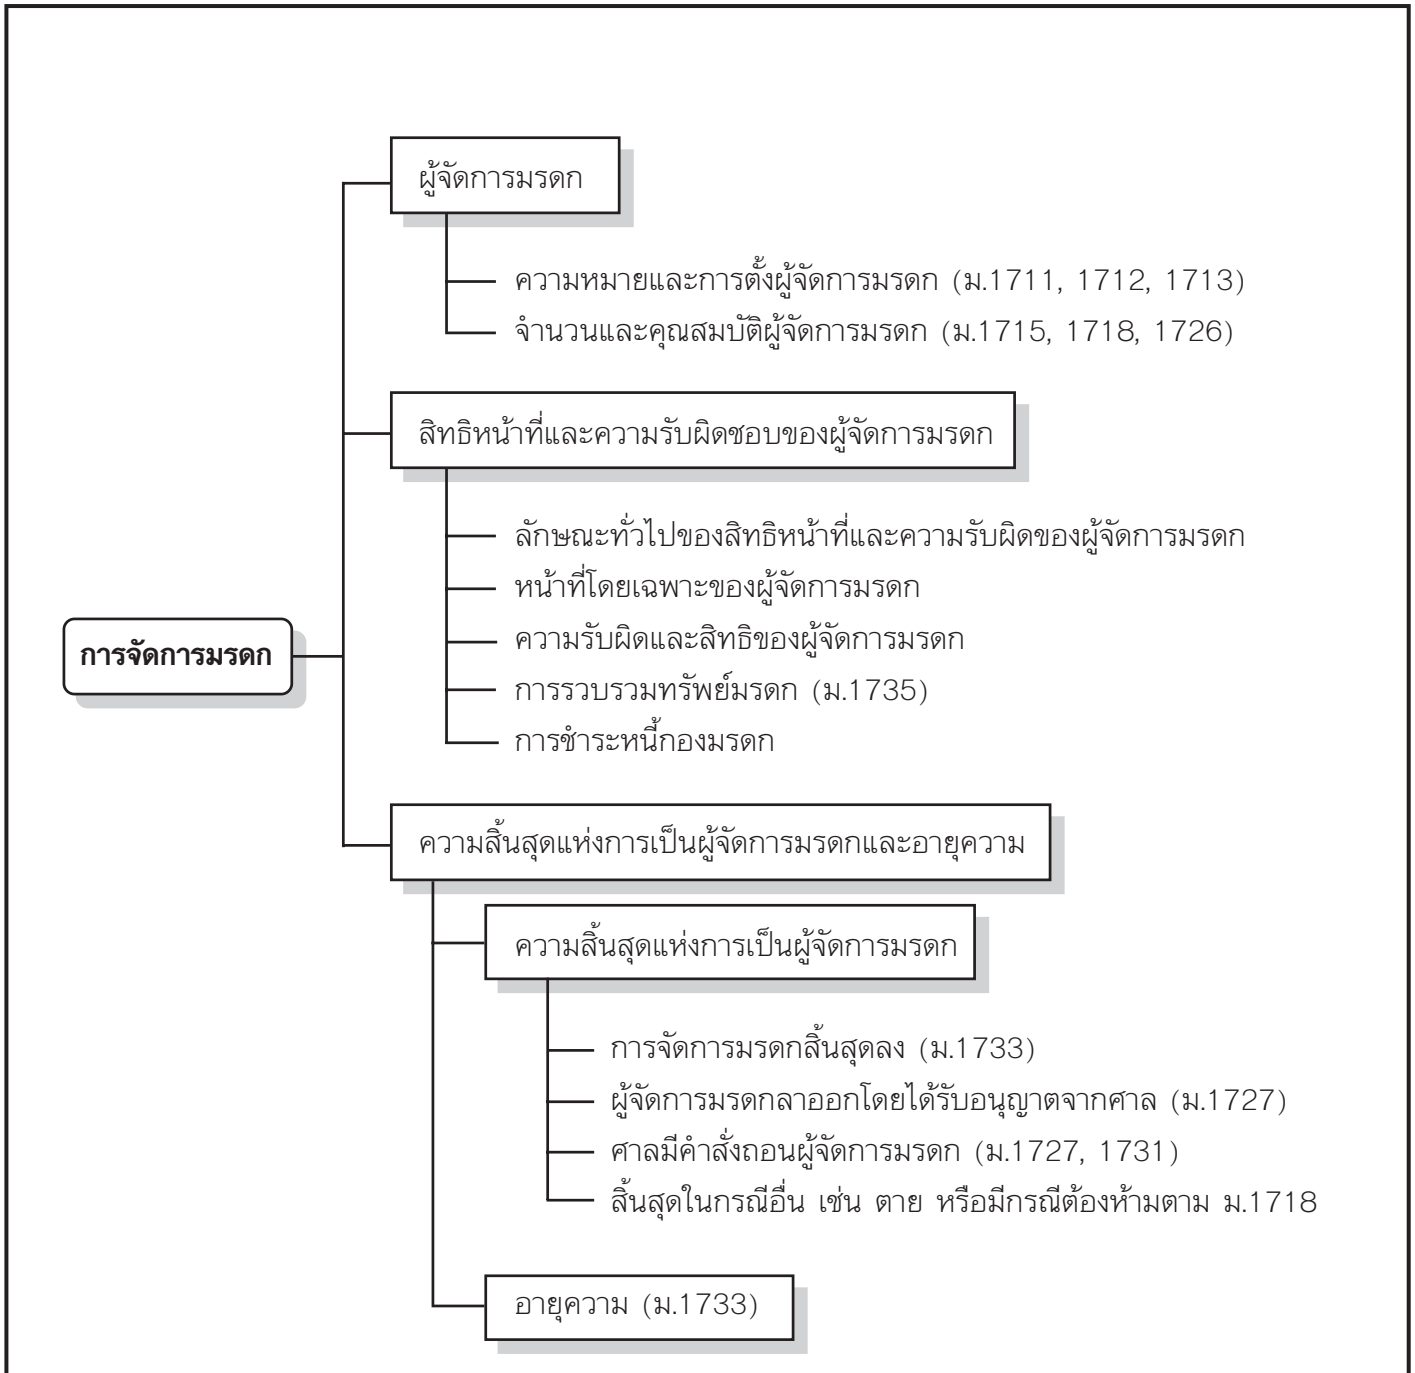 ผู้จัดการมรดก
ความหมายและการตั้งผู้จัดการมรดก (ม.1711, 1712, 1713)
จำนวนและคุณสมบัติผู้จัดการมรดก (ม.1715, 1718, 1726)
สิทธิหน้าที่และความรับผิดชอบของผู้จัดการมรดก
ลักษณะทั่วไปของสิทธิหน้าที่และความรับผิดของผู้จัดการมรดก
หน้าที่โดยเฉพาะของผู้จัดการมรดก
ความรับผิดและสิทธิของผู้จัดการมรดก
การจัดการมรดก
การรวบรวมทรัพย์มรดก (ม.1735)
การชำระหนี้กองมรดก
ความสิ้นสุดแห่งการเป็นผู้จัดการมรดกและอายุความ
ความสิ้นสุดแห่งการเป็นผู้จัดการมรดก
การจัดการมรดกสิ้นสุดลง (ม.1733)
ผู้จัดการมรดกลาออกโดยได้รับอนุญาตจากศาล (ม.1727)
ศาลมีคำสั่งถอนผู้จัดการมรดก (ม.1727, 1731)
สิ้นสุดในกรณีอื่น เช่น ตาย หรือมีกรณีต้องห้ามตาม ม.1718
อายุความ (ม.1733)